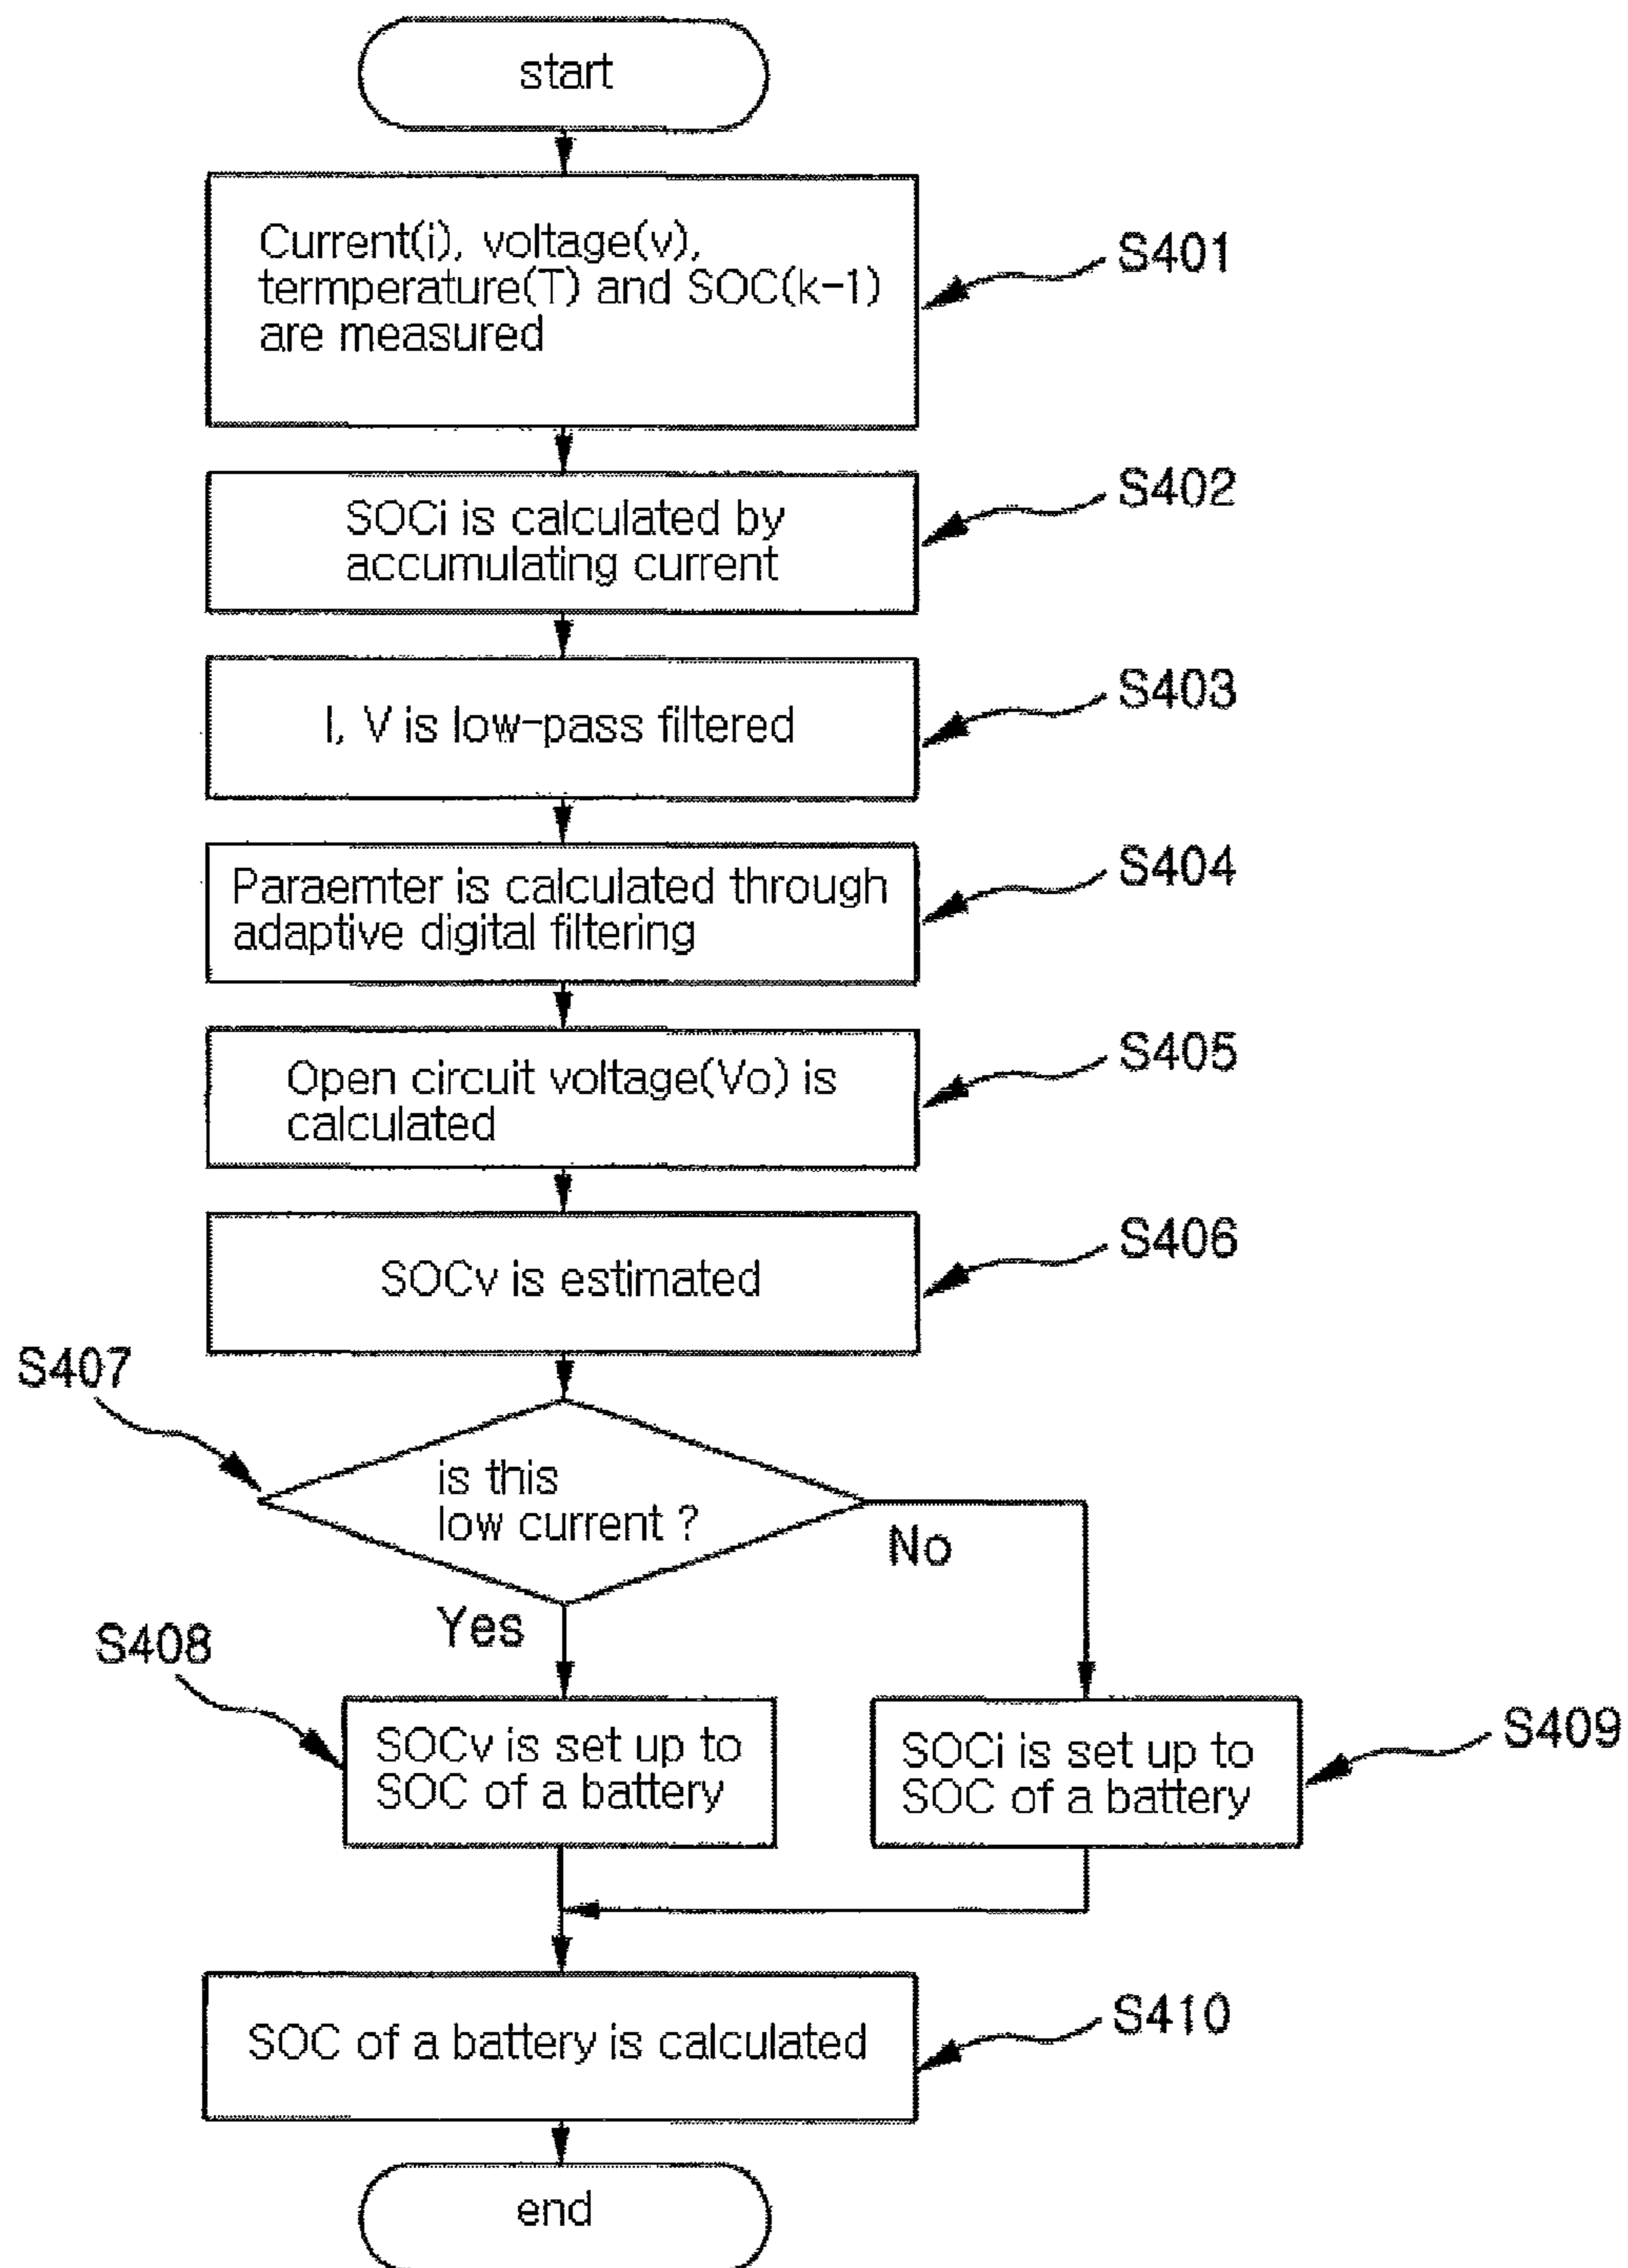 start
Current(i), voltage(v),
termperature(T) and SOC(k-1)
are measured
S401
SOCi is calculated by
accumulating current
S402
I, V is low-pass filtered
S403
Paraemter is calculated through
adaptive digital filtering
S404
Open circuit voltage(Vo) is
calculated
S405
SOCv is estimated
S406
S407
is this
low current ?
No
Yes
S408
SOCv is set up to
SOC of a battery
SOCi is set up to
SOC of a battery
S409
SOC of a battery is calculated
S410
end